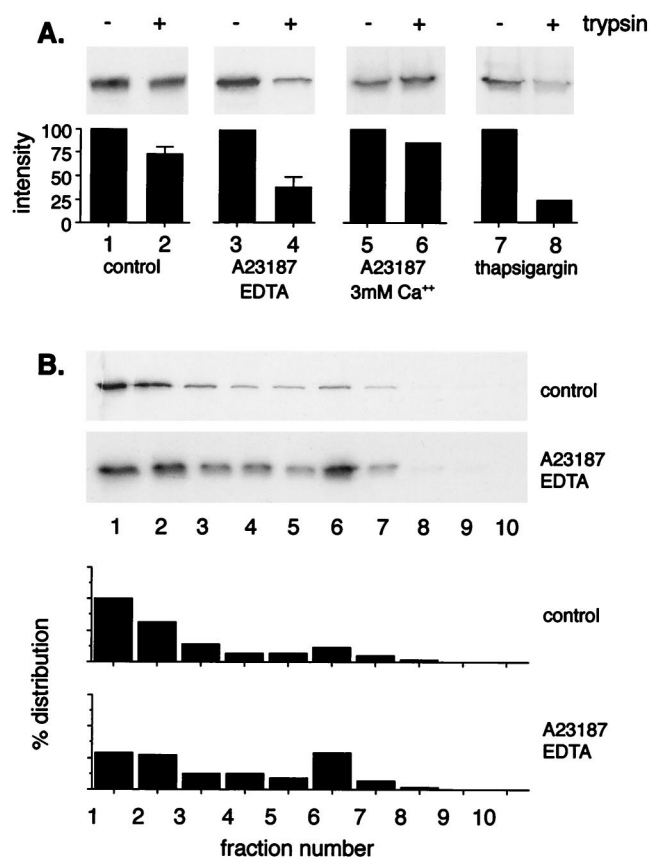 A. - + - + - + - + trypsin
intensity
100
75
50
25
0
1 2 3 4 5 6 7 8
control A23187 A23187 thapsigargin
EDTA 3mM Ca⁺⁺
B.
control
A23187
EDTA
1 2 3 4 5 6 7 8 9 10
% distribution
control
A23187
EDTA
1 2 3 4 5 6 7 8 9 10
fraction number